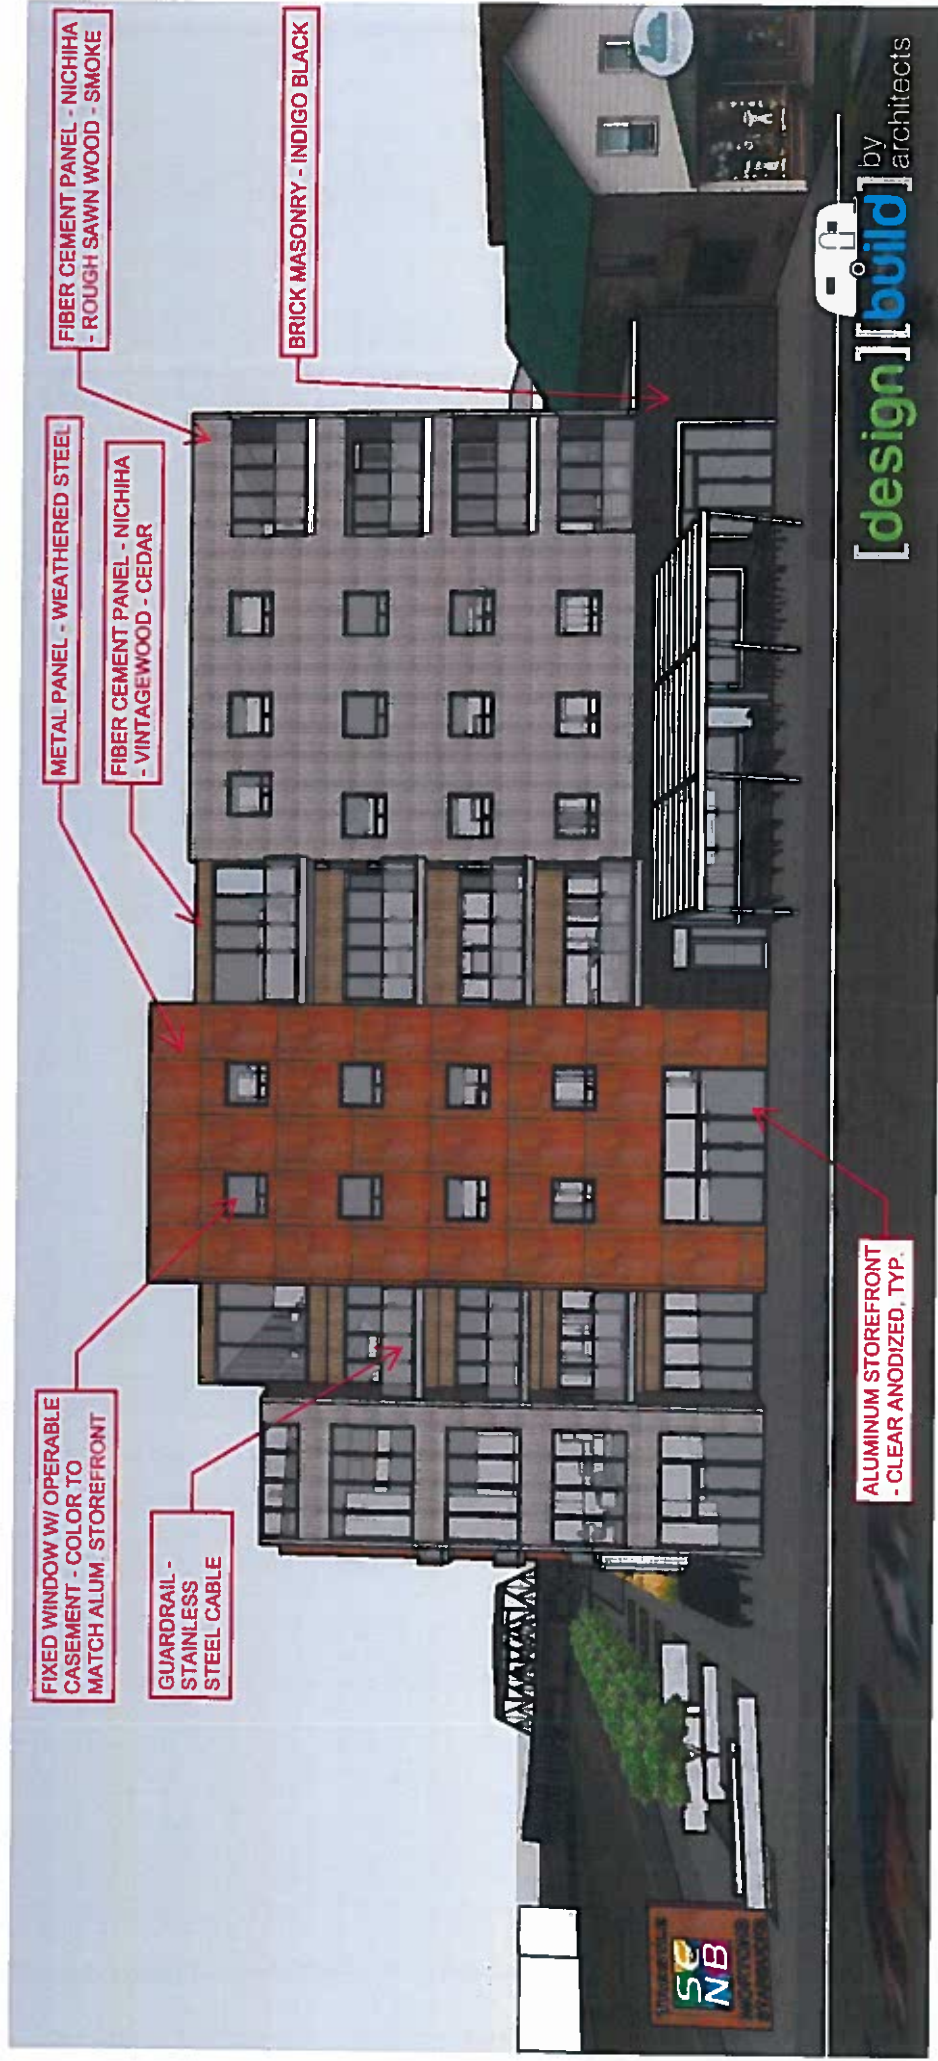 FIXED WINDOW W/ OPERABLE
CASEMENT - COLOR TO
MATCH ALUM. STOREFRONT
GUARDRAIL -
STAINLESS
STEEL CABLE
METAL PANEL - WEATHERED STEEL
FIBER CEMENT PANEL - NICHIHA
- VINTAGEWOOD - CEDAR
FIBER CEMENT PANEL - NICHIHA
- ROUGH SAWN WOOD - SMOKE
BRICK MASONRY - INDIGO BLACK
ALUMINUM STOREFRONT
- CLEAR ANODIZED, TYP.
SE
NB
[design][build] by
architects